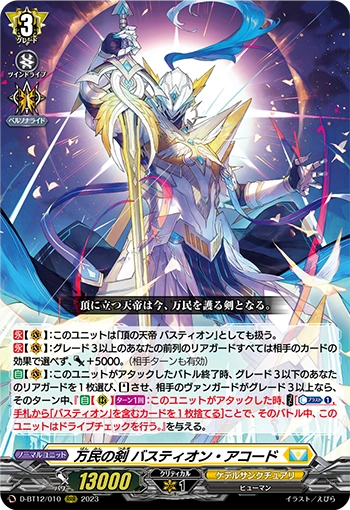 3
グレード
ツインドライブ
ペルソナライド
頂に立つ天帝は今、万民を護る剣となる。
永【V】：このユニットは「頂の天帝 バスティオン」としても扱う。
永【V】：グレード３以上のあなたの前列のリアガードすべては相手のカードの
効果で選べず、+5000。（相手ターンも有効）
自【V】：このユニットがアタックしたバトル終了時、グレード３以下のあなた
のリアガードを１枚選び、させ、相手のヴァンガードがグレード３以上なら、
そのターン中、『自【V】ターン1回：このユニットがアタックした時、【コスト】【ブラスト1、
手札から「バスティオン」を含むカードを１枚捨てる】ことで、そのバトル中、この
ユニットはドライブチェックを行う。』を与える。
ノーマルユニット
万民の剣 バスティオン・アコード
パワー
13000
クリティカル
1
ケテルサンクチュアリ
ヒューマン
D-BT12/010 RRR 2023
イラスト／えびら